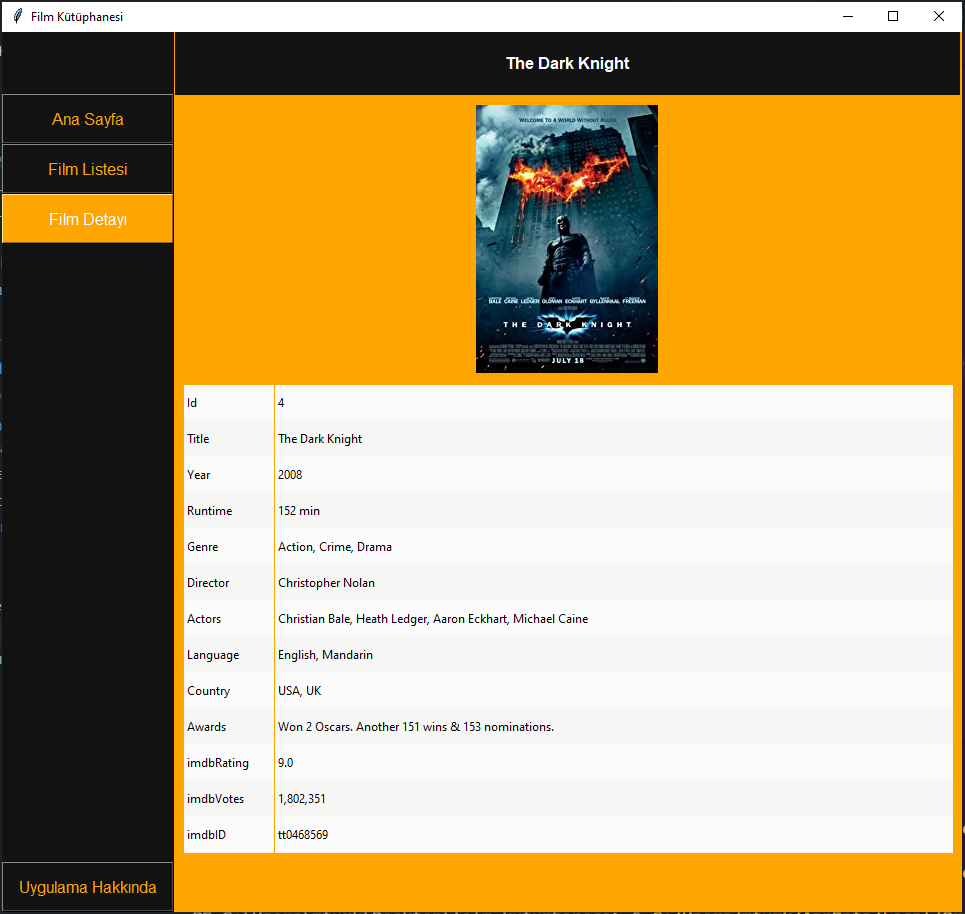 Film Kütüphanesi
The Dark Knight
Ana Sayfa
Film Listesi
Film Detayı
WELCOME TO A WORLD WITHOUT RULES.
BALE CAINE LEDGER OLDMAN ECKHART GYLLENHAAL FREEMAN
THE DARK KNIGHT
JULY 18
Id 4
Title The Dark Knight
Year 2008
Runtime 152 min
Genre Action, Crime, Drama
Director Christopher Nolan
Actors Christian Bale, Heath Ledger, Aaron Eckhart, Michael Caine
Language English, Mandarin
Country USA, UK
Awards Won 2 Oscars. Another 151 wins & 153 nominations.
imdbRating 9.0
imdbVotes 1,802,351
imdbID tt0468569
Uygulama Hakkında